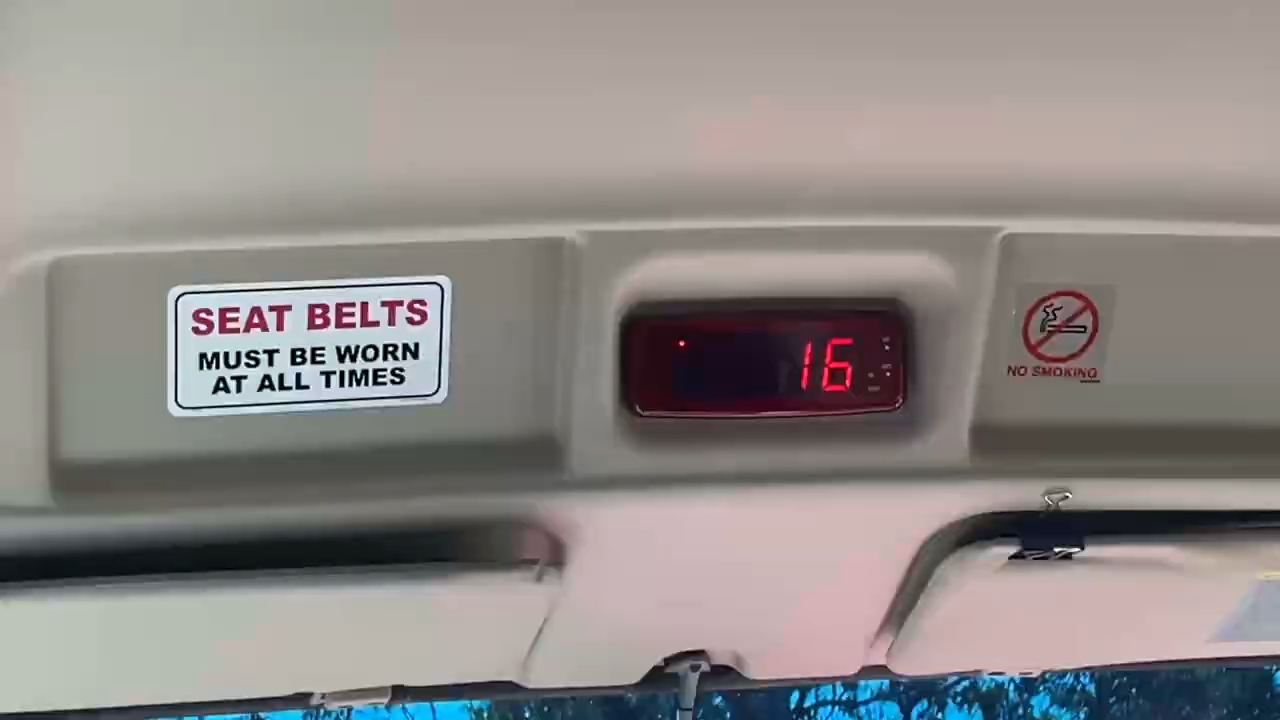 SEAT BELTS
MUST BE WORN
AT ALL TIMES
16
NO SMOKING